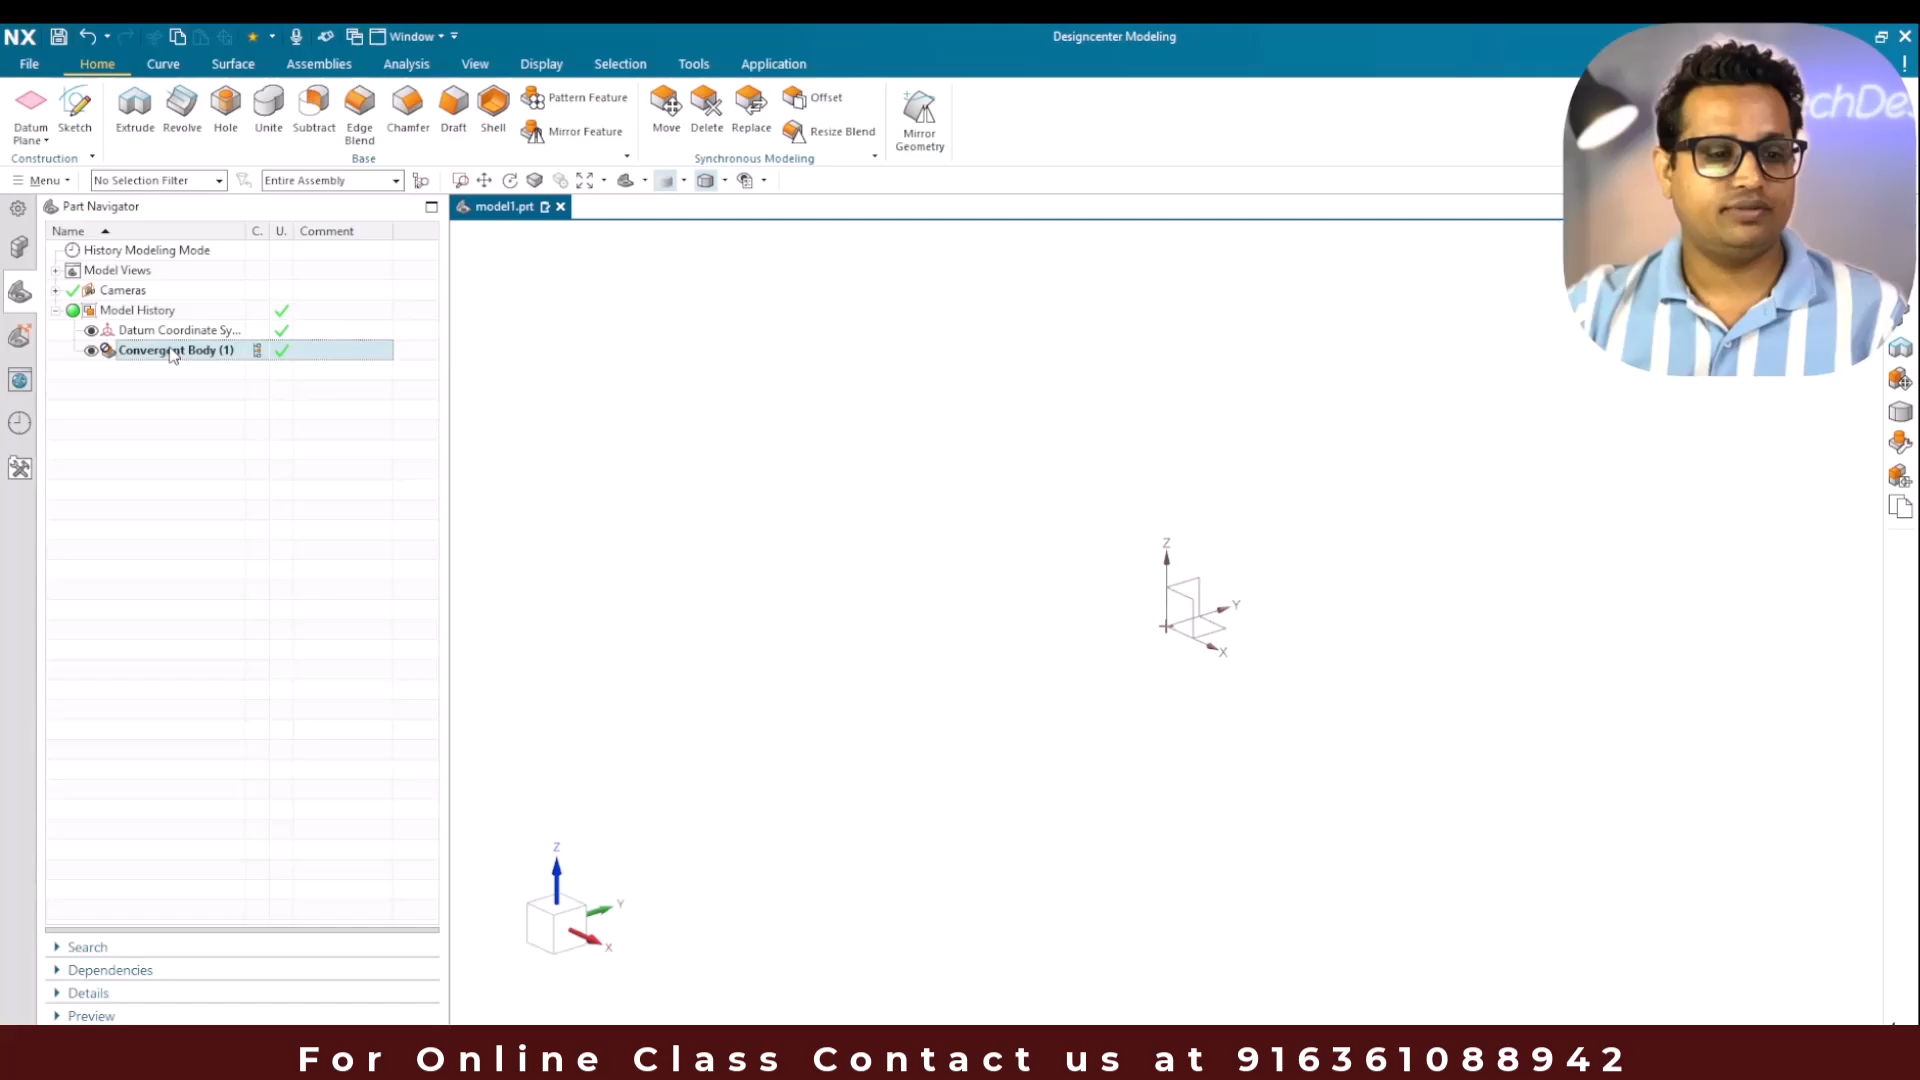 NX Window Designcenter Modeling
File Home Curve Surface Assemblies Analysis View Display Selection Tools Application
Datum Plane Sketch Extrude Revolve Hole Unite Subtract Edge Blend Chamfer Draft Shell Pattern Feature Mirror Feature Move Delete Replace Offset Resize Blend Mirror Geometry
Construction Base Synchronous Modeling
Menu No Selection Filter Entire Assembly
Part Navigator model1.prt
Name C. U. Comment
History Modeling Mode
Model Views
Cameras
Model History
Datum Coordinate Sy...
Convergent Body (1)
Z
Y
X
Z
Y
X
Search
Dependencies
Details
Preview
For Online Class Contact us at 916361088942